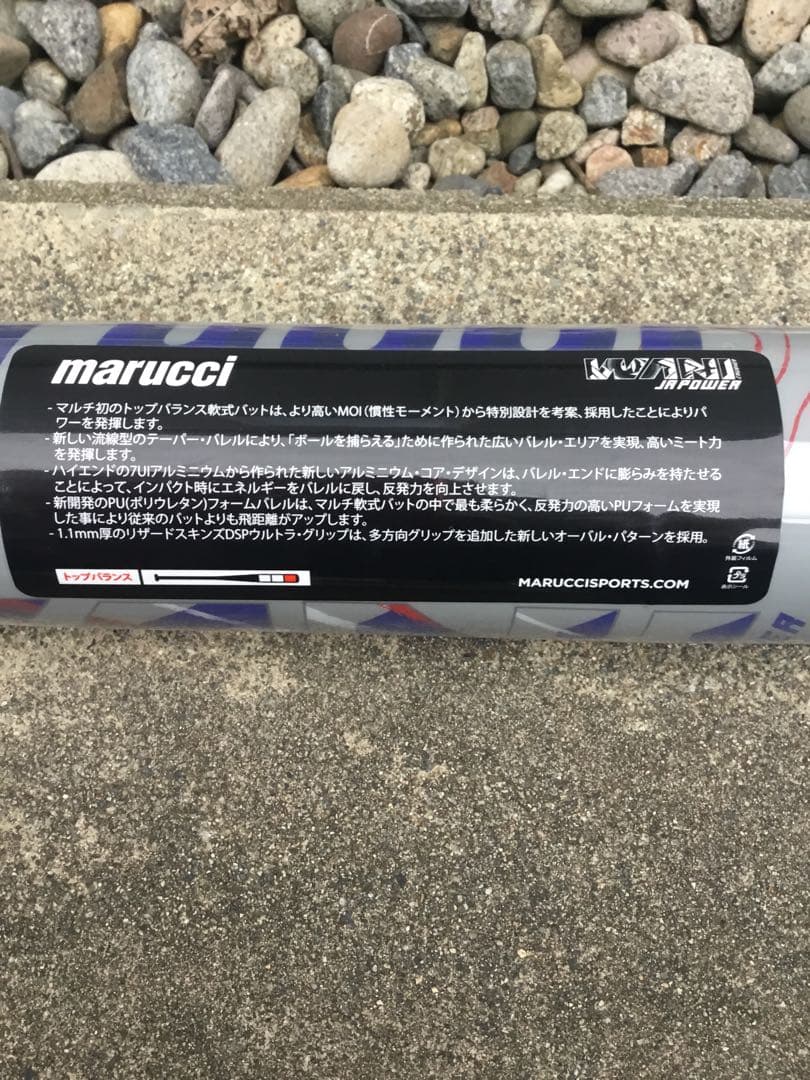 marucci
WANI
JAPOWER
- マルチ初のトップバランス軟式バットは、より高いMOI（慣性モーメント）から特別設計を考案、採用したことによりパ
ワーを発揮します。
- 新しい流線型のテーパー・バレルにより、「ボールを捕らえる」ために作られた広いバレル・エリアを実現、高いミート力
を発揮します。
- ハイエンドの7UIアルミニウムから作られた新しいアルミニウム・コア・デザインは、バレル・エンドに膨らみを持たせる
ことによって、インパクト時にエネルギーをバレルに戻し、反発力を向上させます。
- 新開発のPU（ポリウレタン）フォームバレルは、マルチ軟式バットの中で最も柔らかく、反発力の高いPUフォームを実現
した事により従来のバットよりも飛距離がアップします。
- 1.1mm厚のリザードスキンズDSPウルトラ・グリップは、多方向グリップを追加した新しいオーバル・パターンを採用。
紙
外装フィルム
プラ
表示シール
トップバランス
MARUCCISPORTS.COM